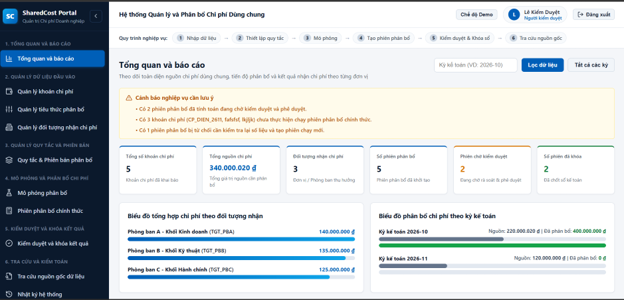 SC SharedCost Portal
Quản lý Chi phí Doanh nghiệp
1. TỔNG QUAN VÀ BÁO CÁO
Tổng quan và báo cáo
2. QUẢN LÝ DỮ LIỆU ĐẦU VÀO
Quản lý khoản chi phí
Quản lý tiêu thức phân bổ
Quản lý đối tượng nhận chi phí
3. QUẢN LÝ QUY TẮC VÀ PHIÊN BẢN
Quy tắc & Phiên bản phân bổ
4. MÔ PHỎNG VÀ PHÂN BỔ CHI PHÍ
Mô phỏng phân bổ
Phiên phân bổ chính thức
5. KIỂM DUYỆT VÀ KHÓA KẾT QUẢ
Kiểm duyệt và khóa kết quả
6. TRA CỨU VÀ KIỂM TOÁN
Tra cứu nguồn gốc dữ liệu
Nhật ký hệ thống
Hệ thống Quản lý và Phân bổ Chi phí Dùng chung
Chế độ Demo
L
Lê Kiểm Duyệt
Người kiểm duyệt
Đăng xuất
Quy trình nghiệp vụ: 1 Nhập dữ liệu → 2 Thiết lập quy tắc → 3 Mô phỏng → 4 Tạo phiên phân bổ → 5 Kiểm duyệt & Khóa sổ → 6 Tra cứu nguồn gốc
Tổng quan và báo cáo
Theo dõi toàn diện nguồn chi phí dùng chung, tiến độ phân bổ và kết quả nhận chi phí theo từng đơn vị
Kỳ kế toán (VD: 2026-10)
Lọc dữ liệu
Tất cả các kỳ
Cảnh báo nghiệp vụ cần lưu ý
• Có 2 phiên phân bổ đã tính toán đang chờ kiểm duyệt và phê duyệt.
• Có 3 khoản chi phí (CP_DIEN_2611, fafsfsf, lkjljk) chưa thực hiện chạy phiên phân bổ chính thức.
• Có 1 phiên phân bổ bị từ chối cần kiểm tra lại số liệu và tạo phiên chạy mới.
Tổng số khoản chi phí
5
Khoản chi phí đã khai báo
Tổng nguồn chi phí
340.000.020 ₫
Tổng giá trị nguồn cần phân bổ
Đối tượng nhận chi phí
3
Đơn vị / Phòng ban thụ hưởng
Số phiên phân bổ
5
Phiên phân bổ đã khởi tạo
Phiên chờ kiểm duyệt
2
Đang chờ rà soát & phê duyệt
Số phiên đã khóa
2
Đã chốt sổ kế toán
Biểu đồ tổng hợp chi phí theo đối tượng nhận
Phòng ban A - Khối Kinh doanh (TGT_PBA) 140.000.000 ₫
Phòng ban B - Khối Kỹ thuật (TGT_PBB) 135.000.000 ₫
Phòng ban C - Khối Hành chính (TGT_PBC) 125.000.000 ₫
Biểu đồ phân bổ chi phí theo kỳ kế toán
Kỳ kế toán 2026-10 Nguồn: 220.000.020 ₫ | Đã phân bổ: 400.000.000 ₫
Kỳ kế toán 2026-11 Nguồn: 120.000.000 ₫ | Đã phân bổ: 0 ₫